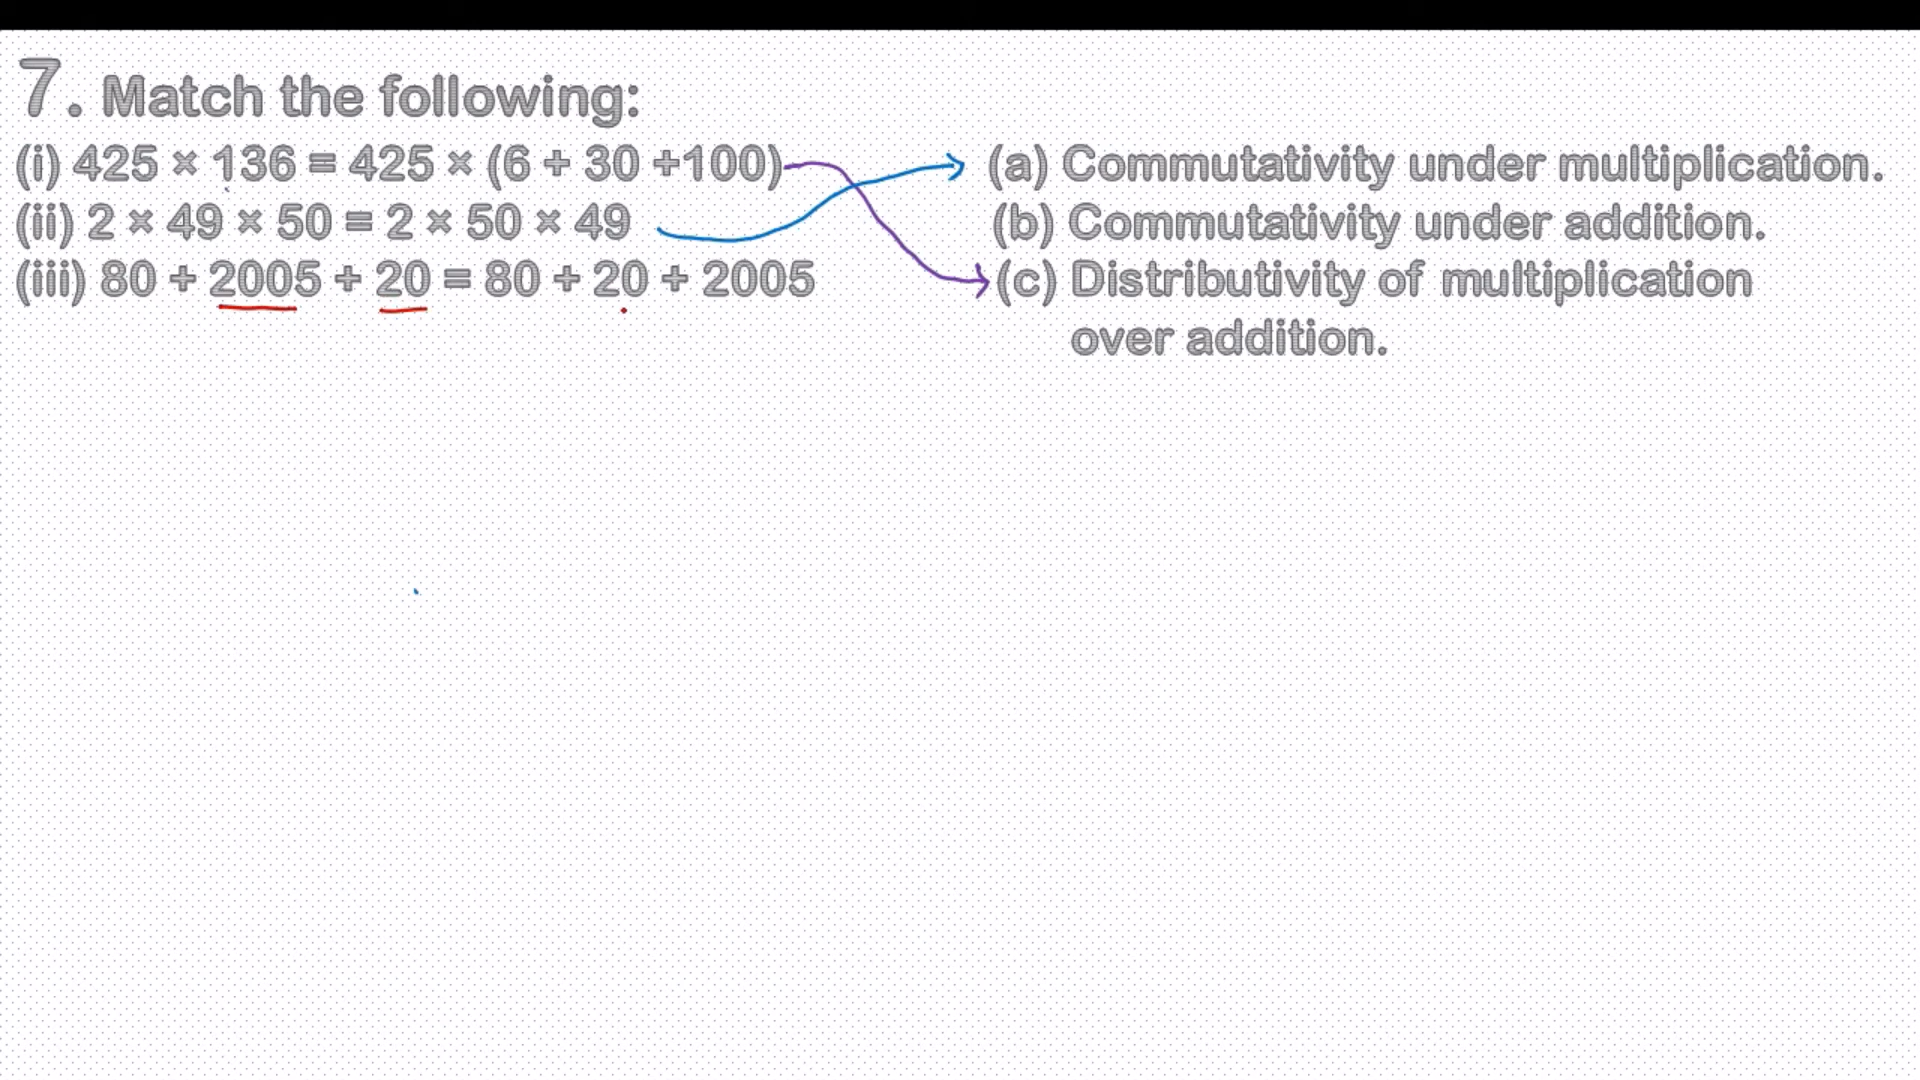 7. Match the following:
(i) 425 × 136 = 425 × (6 + 30 +100) (a) Commutativity under multiplication.
(ii) 2 × 49 × 50 = 2 × 50 × 49 (b) Commutativity under addition.
(iii) 80 + 2005 + 20 = 80 + 20 + 2005 (c) Distributivity of multiplication
over addition.